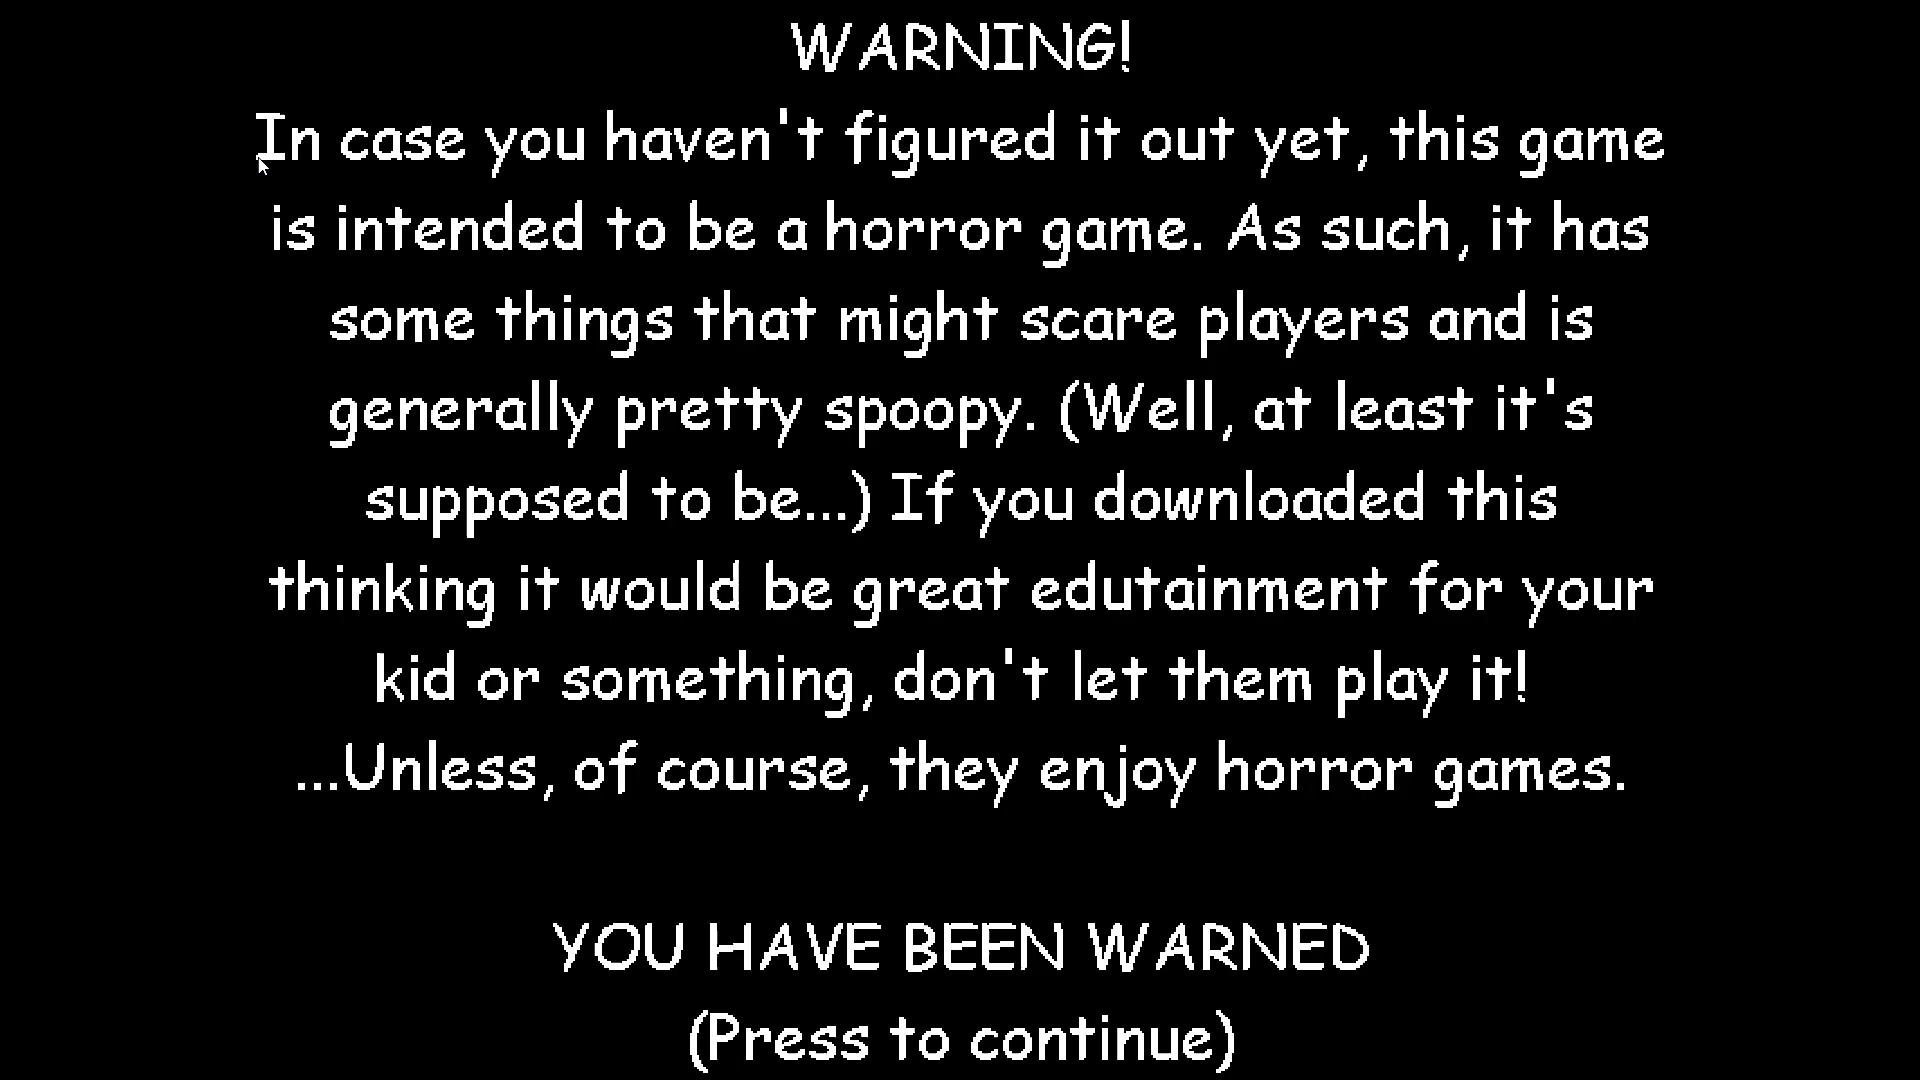 WARNING!
In case you haven't figured it out yet, this game
is intended to be a horror game. As such, it has
some things that might scare players and is
generally pretty spoopy. (Well, at least it's
supposed to be...) If you downloaded this
thinking it would be great edutainment for your
kid or something, don't let them play it!
...Unless, of course, they enjoy horror games.
YOU HAVE BEEN WARNED
(Press to continue)